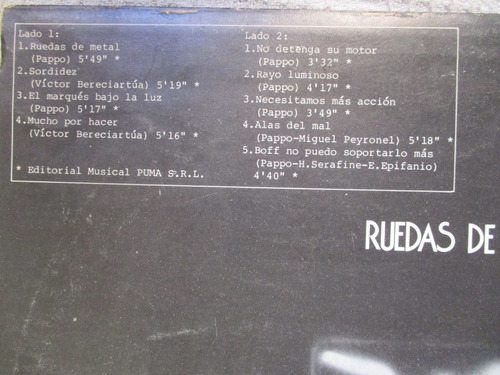 Lado 1:
1.Ruedas de metal
(Pappo) 5'49" *
2.Sordidez
(Víctor Bereciartúa) 5'19" *
3.El marqués bajo la luz
(Pappo) 5'17" *
4.Mucho por hacer
(Víctor Bereciartúa) 5'16" *
* Editorial Musical PUMA S.R.L.
Lado 2:
1.No detenga su motor
(Pappo) 3'32" *
2.Rayo luminoso
(Pappo) 4'17" *
3.Necesitamos más acción
(Pappo) 3'49" *
4.Alas del mal
(Pappo-Miguel Peyronel) 5'18" *
5.Boff no puedo soportarlo más
(Pappo-H.Serafine-E.Epifanio)
4'40" *
RUEDAS DE